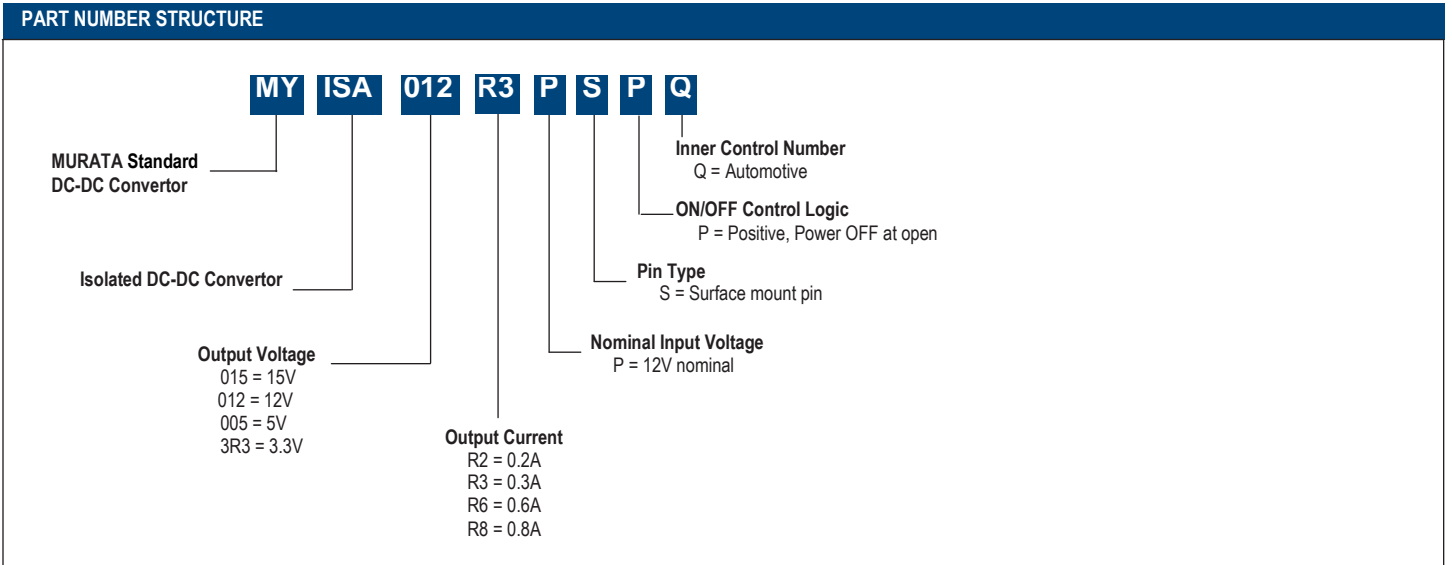 PART NUMBER STRUCTURE
MY ISA 012 R3 P S P Q
Inner Control Number
Q = Automotive
MURATA Standard
DC-DC Convertor
ON/OFF Control Logic
P = Positive, Power OFF at open
Isolated DC-DC Convertor
Pin Type
S = Surface mount pin
Nominal Input Voltage
P = 12V nominal
Output Voltage
015 = 15V
012 = 12V
005 = 5V
3R3 = 3.3V
Output Current
R2 = 0.2A
R3 = 0.3A
R6 = 0.6A
R8 = 0.8A